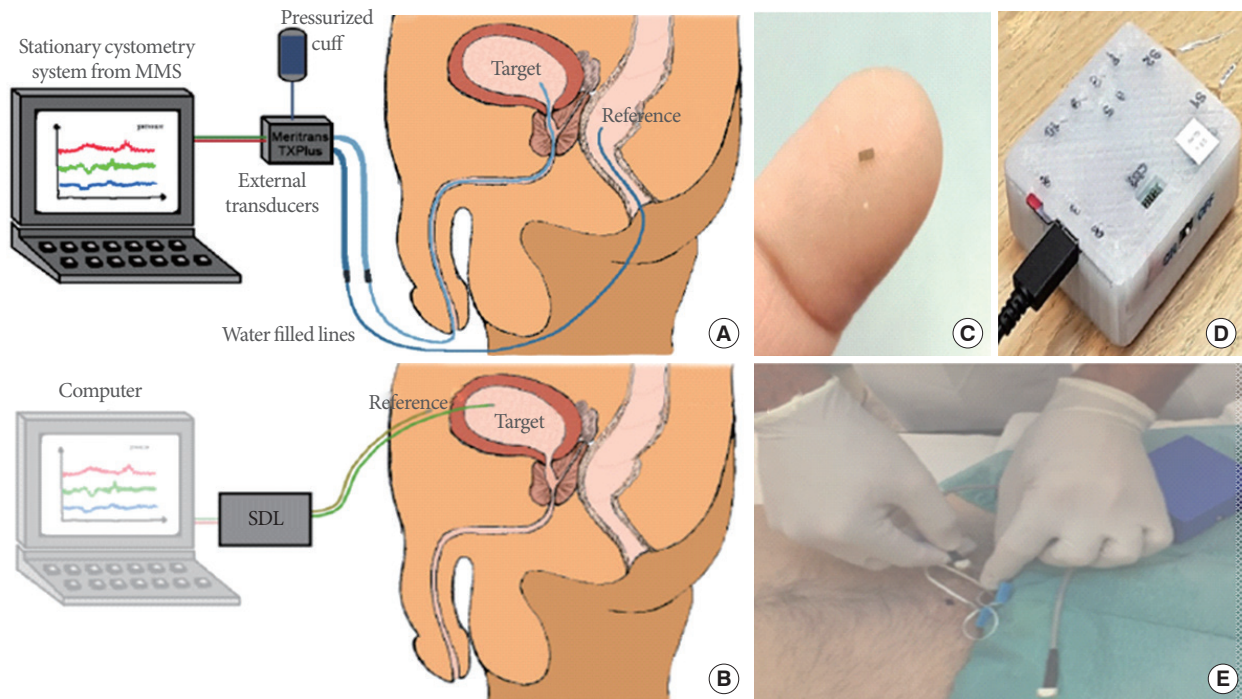 Pressurized
cuff
Stationary cystometry
system from MMS
Target
Reference
Meritrans
TXPlus
External
transducers
Water filled lines
A
C
D
OFF
Computer
Reference
Target
SDL
B
E